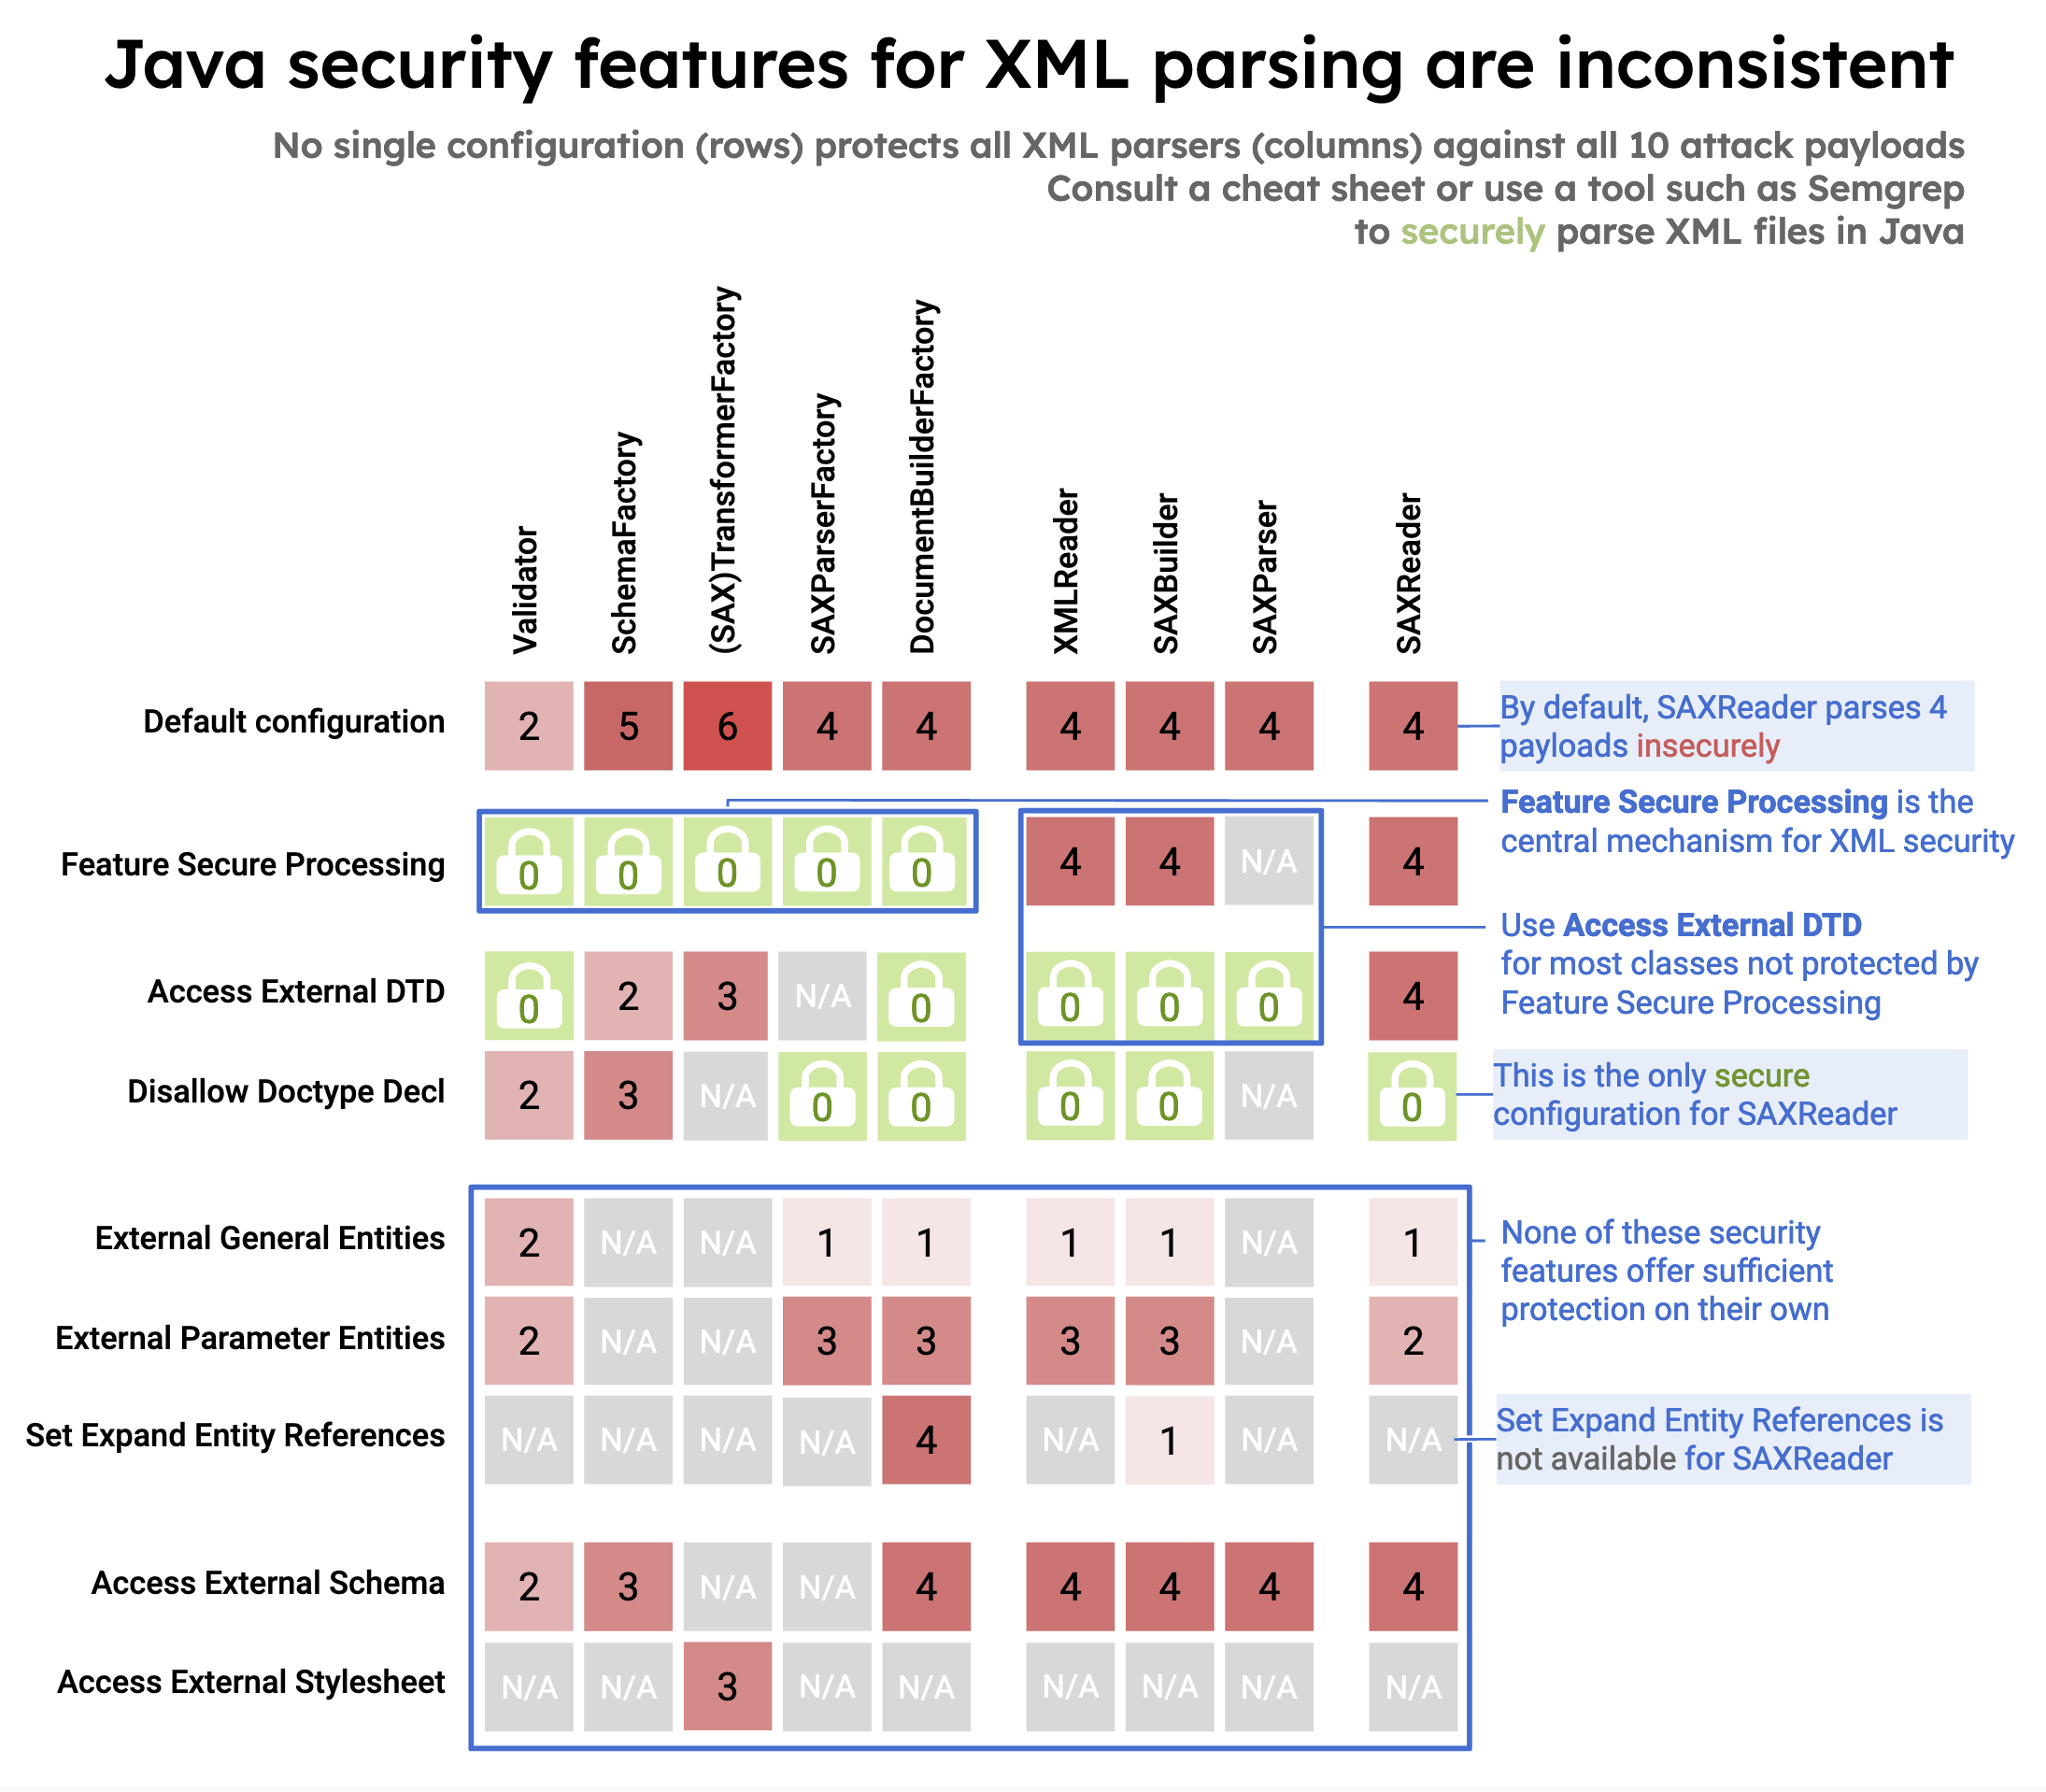 Java security features for XML parsing are inconsistent
No single configuration (rows) protects all XML parsers (columns) against all 10 attack payloads
Consult a cheat sheet or use a tool such as Semgrep
to securely parse XML files in Java
Validator
SchemaFactory
(SAX)TransformerFactory
SAXParserFactory
DocumentBuilderFactory
XMLReader
SAXBuilder
SAXParser
SAXReader
Default configuration 2 5 6 4 4 4 4 4 4
By default, SAXReader parses 4
payloads insecurely
Feature Secure Processing is the
central mechanism for XML security
Feature Secure Processing 0 0 0 0 0 4 4 N/A 4
Use Access External DTD
for most classes not protected by
Feature Secure Processing
Access External DTD 0 2 3 N/A 0 0 0 0 4
Disallow Doctype Decl 2 3 N/A 0 0 0 0 N/A 0
This is the only secure
configuration for SAXReader
External General Entities 2 N/A N/A 1 1 1 1 N/A 1
None of these security
features offer sufficient
protection on their own
External Parameter Entities 2 N/A N/A 3 3 3 3 N/A 2
Set Expand Entity References N/A N/A N/A N/A 4 N/A 1 N/A N/A
Set Expand Entity References is
not available for SAXReader
Access External Schema 2 3 N/A N/A 4 4 4 4 4
Access External Stylesheet N/A N/A 3 N/A N/A N/A N/A N/A N/A